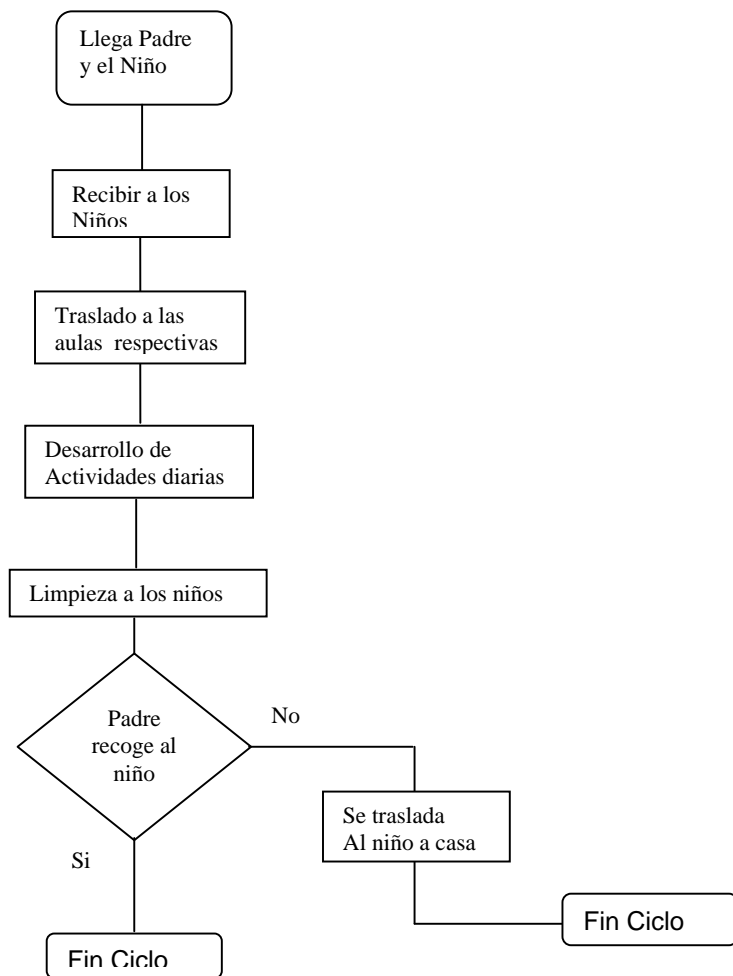 Llega Padre
y el Niño
Recibir a los
Niños
Traslado a las
aulas respectivas
Desarrollo de
Actividades diarias
Limpieza a los niños
Padre
recoge al
niño
No
Se traslada
Al niño a casa
Si
Fin Ciclo
Fin Ciclo